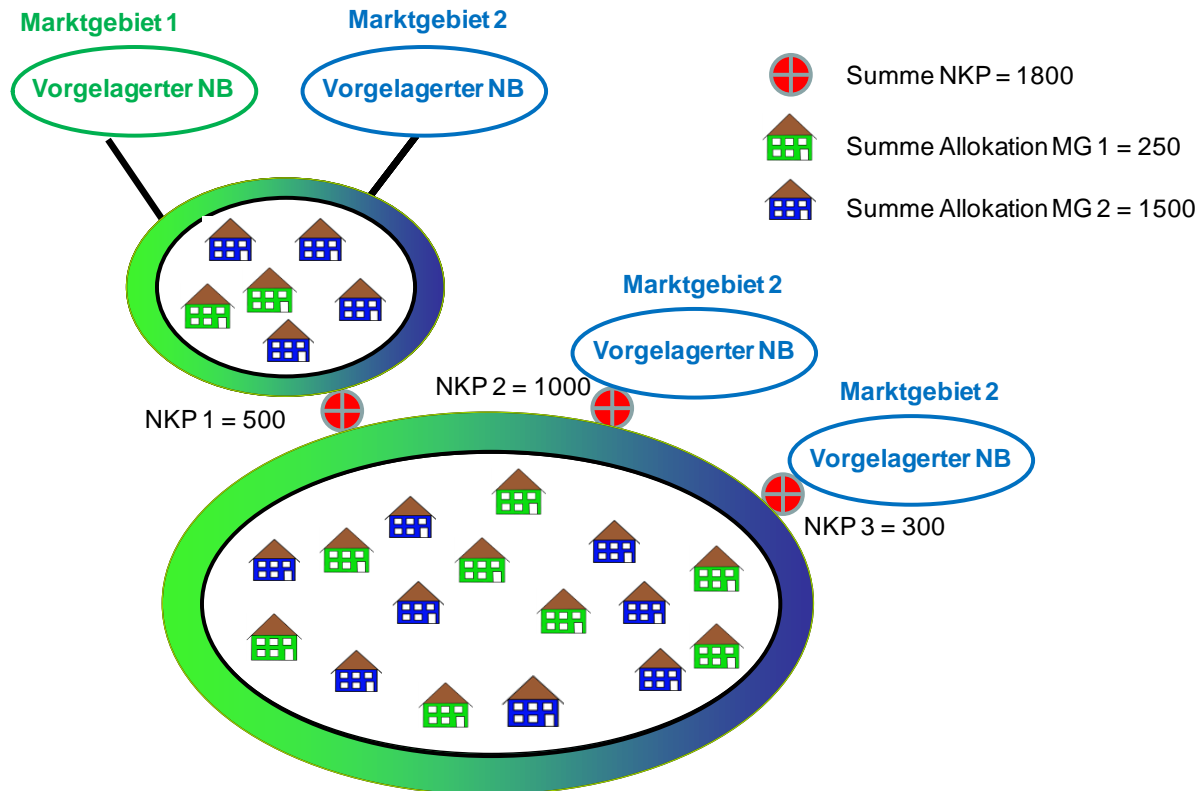 Marktgebiet 1
Vorgelagerter NB
Marktgebiet 2
Vorgelagerter NB
Summe NKP = 1800
Summe Allokation MG 1 = 250
Summe Allokation MG 2 = 1500
Marktgebiet 2
Vorgelagerter NB
NKP 2 = 1000
NKP 1 = 500
Marktgebiet 2
Vorgelagerter NB
NKP 3 = 300